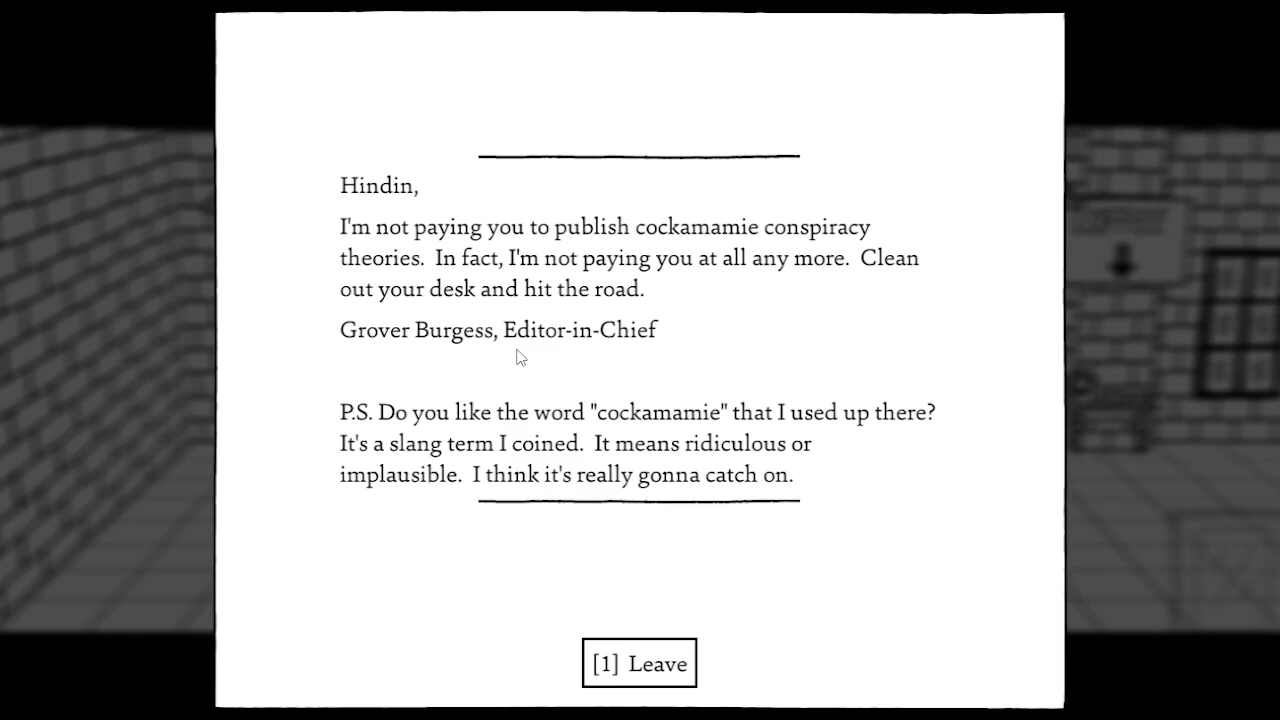 Hindin,
I'm not paying you to publish cockamamie conspiracy
theories.  In fact, I'm not paying you at all any more.  Clean
out your desk and hit the road.
Grover Burgess, Editor-in-Chief
P.S. Do you like the word "cockamamie" that I used up there?
It's a slang term I coined.  It means ridiculous or
implausible.  I think it's really gonna catch on.
[1] Leave